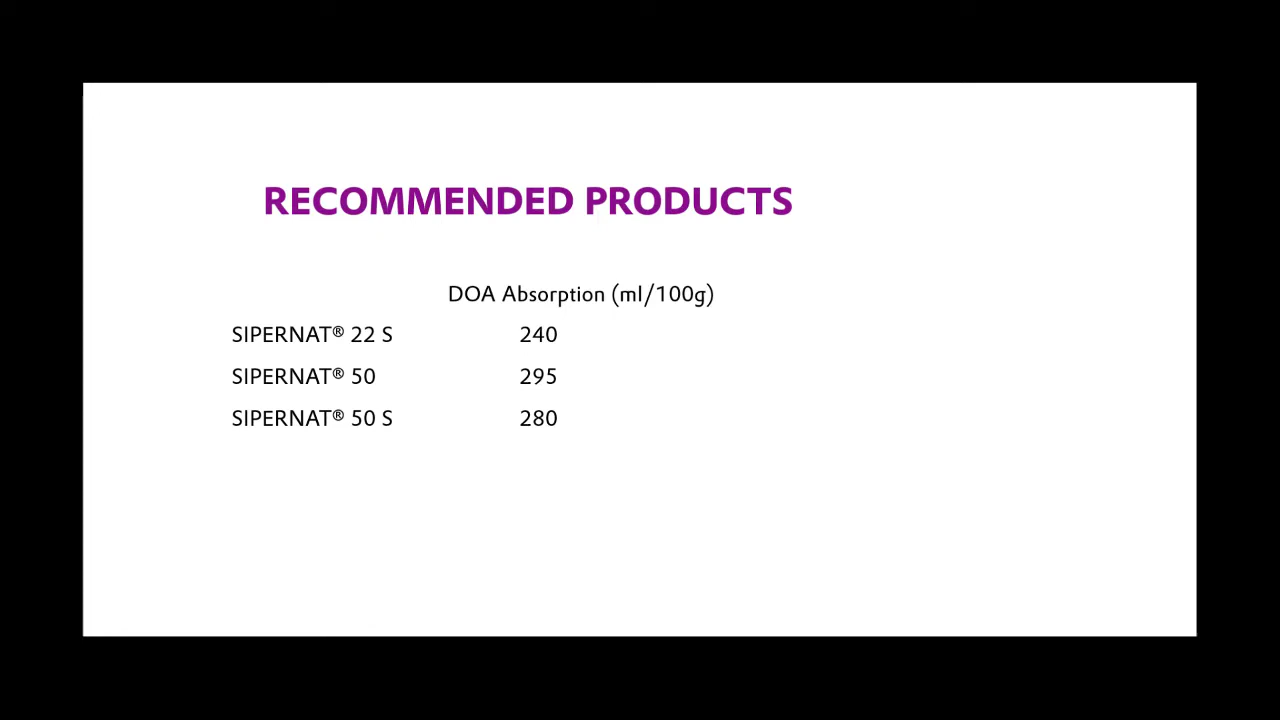 RECOMMENDED PRODUCTS
DOA Absorption (ml/100g)
SIPERNAT® 22 S 240
SIPERNAT® 50 295
SIPERNAT® 50 S 280